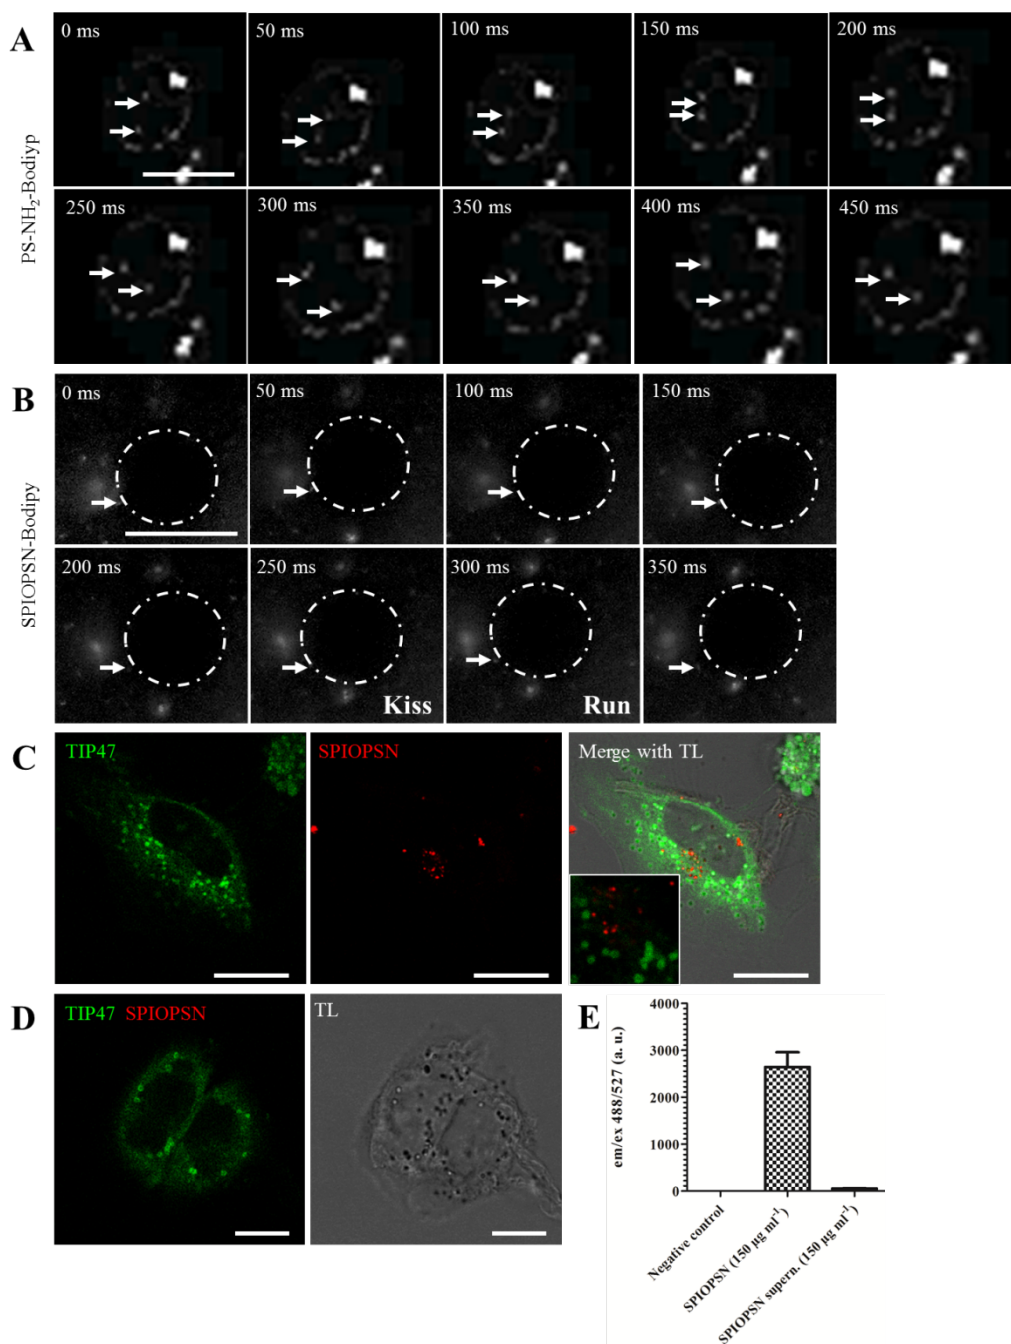 A
PS-NH2-Bodiyp
0 ms
50 ms
100 ms
150 ms
200 ms
250 ms
300 ms
350 ms
400 ms
450 ms
B
SPIOPSN-Bodipy
0 ms
50 ms
100 ms
150 ms
200 ms
250 ms
300 ms
350 ms
Kiss
Run
C
TIP47
SPIOPSN
Merge with TL
D
TIP47 SPIOPSN
TL
E
em/ex 488/527 (a. u.)
4000
3000
2000
1000
0
Negative control
SPIOPSN (150 µg ml⁻¹)
SPIOPSN supern. (150 µg ml⁻¹)